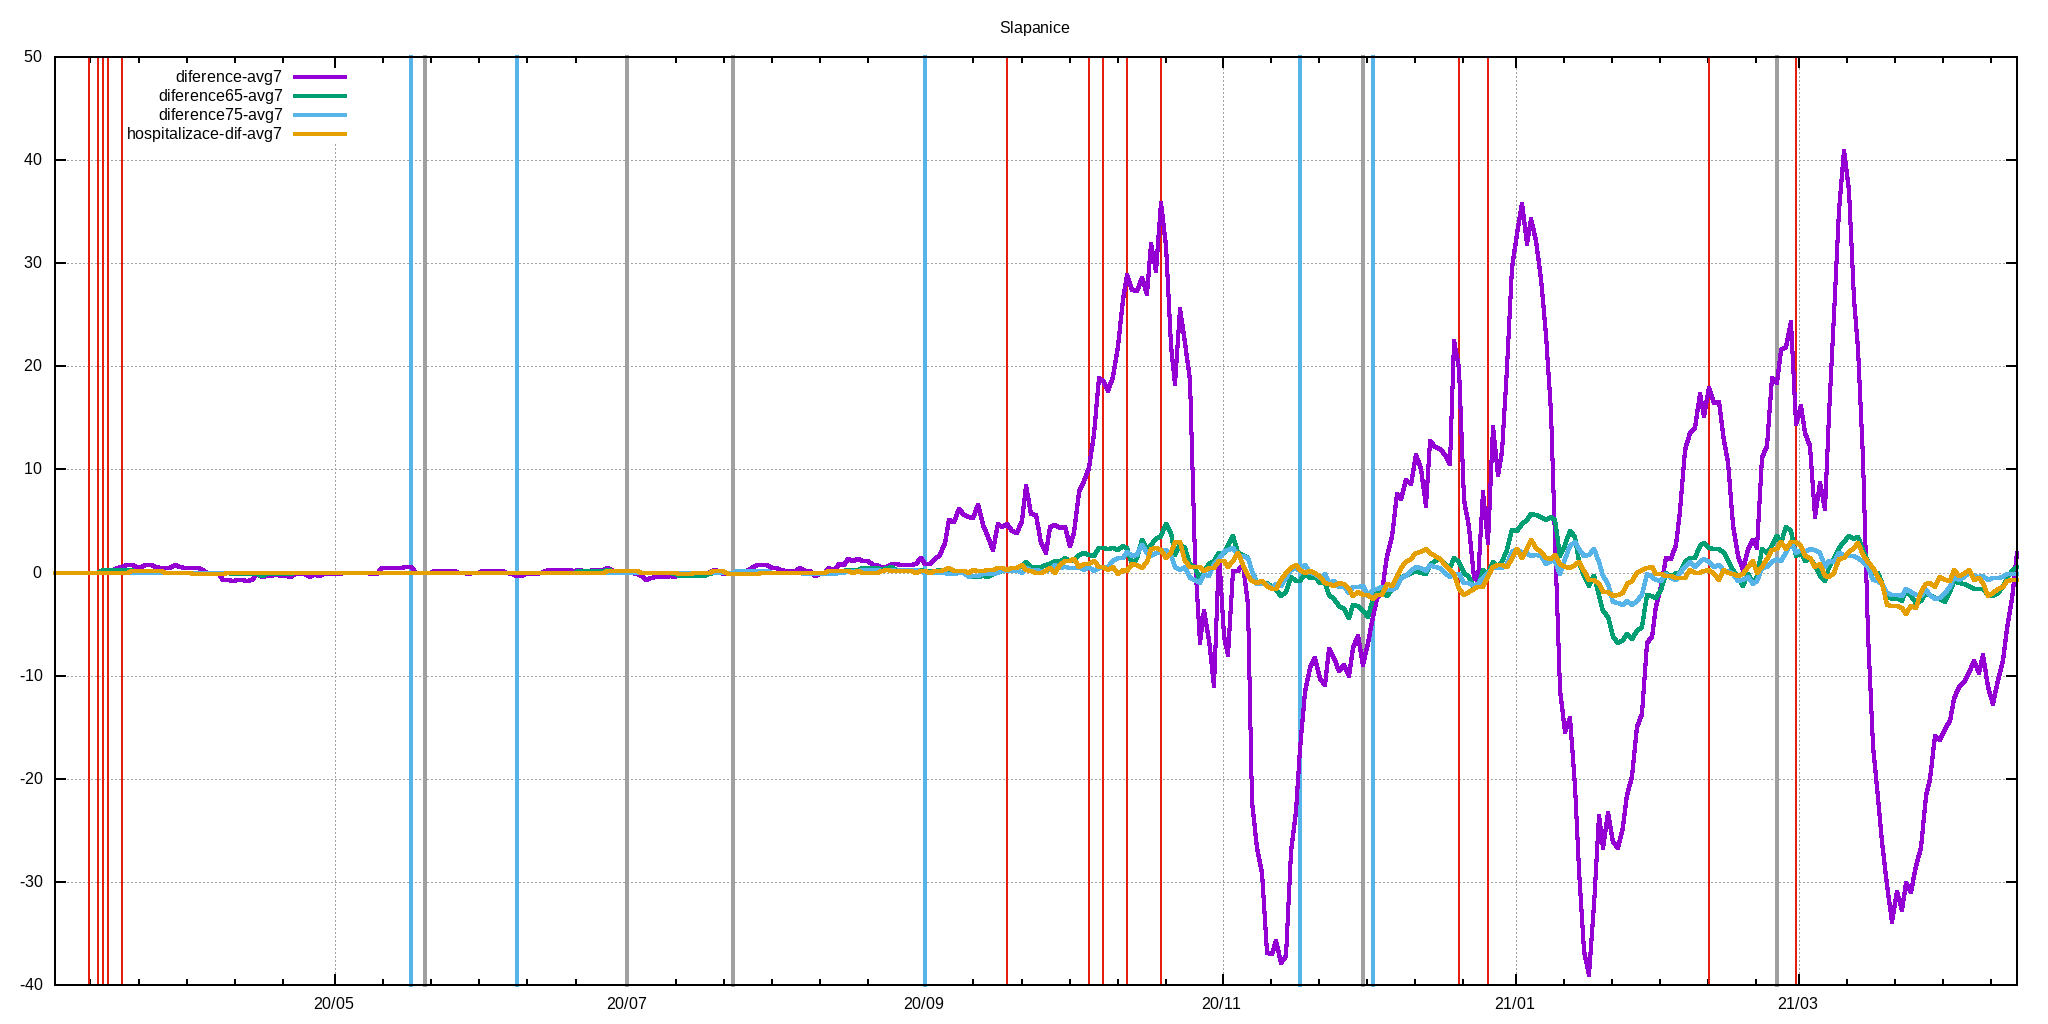 Slapanice
diference-avg7
diference65-avg7
diference75-avg7
hospitalizace-dif-avg7
50
40
30
20
10
0
-10
-20
-30
-40
20/05 20/07 20/09 20/11 21/01 21/03